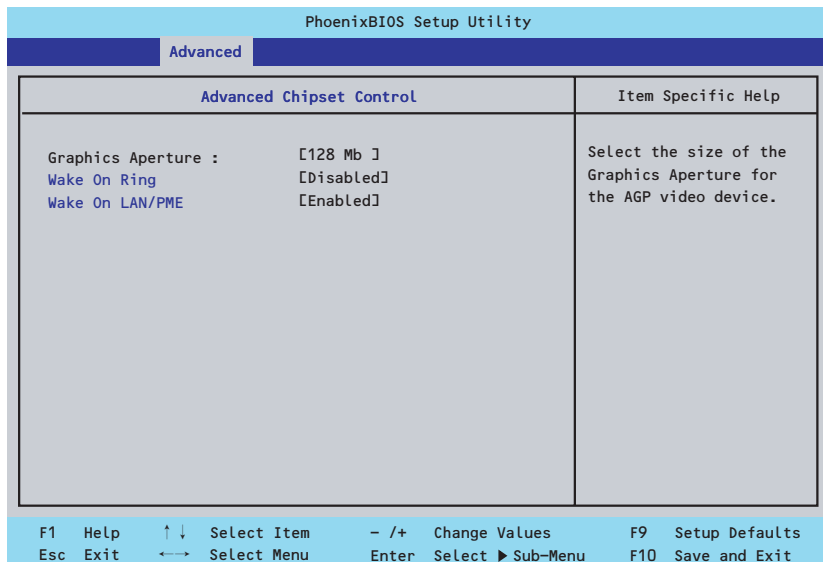 PhoenixBIOS Setup Utility
Advanced
Advanced Chipset Control
Item Specific Help
Graphics Aperture : [128 Mb ]
Wake On Ring [Disabled]
Wake On LAN/PME [Enabled]
Select the size of the
Graphics Aperture for
the AGP video device.
F1 Help ↑↓ Select Item - /+ Change Values F9 Setup Defaults
Esc Exit ←→ Select Menu Enter Select ▶ Sub-Menu F10 Save and Exit